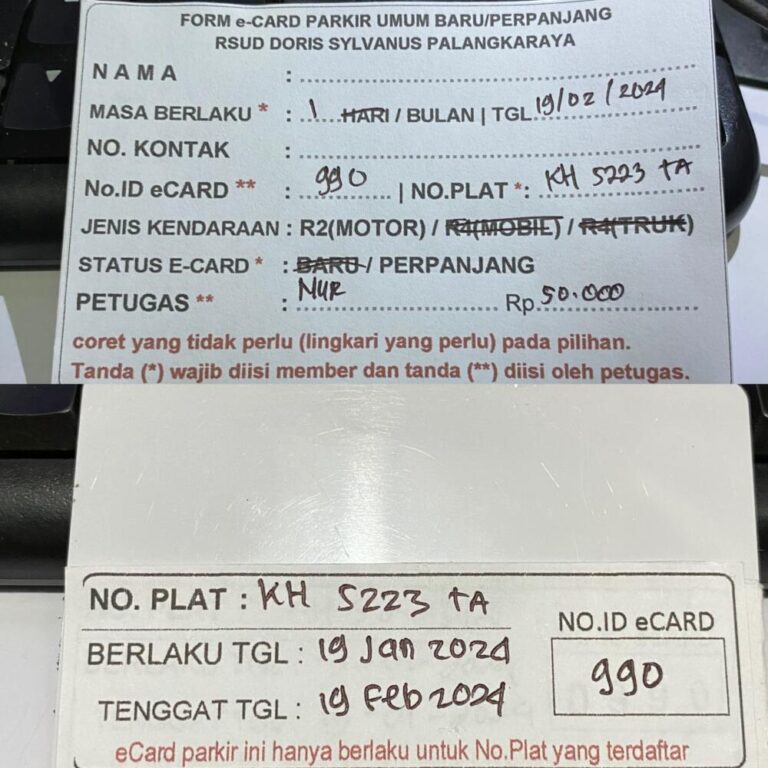 FORM e-CARD PARKIR UMUM BARU/PERPANJANG
RSUD DORIS SYLVANUS PALANGKARAYA
NAMA :
MASA BERLAKU * : 1 HARI / BULAN | TGL 19/02/2024
NO. KONTAK :
No.ID eCARD ** : 990 | NO.PLAT *: KH 5223 TA
JENIS KENDARAAN : R2(MOTOR) / R4(MOBIL) / R4(TRUK)
STATUS E-CARD * : BARU / PERPANJANG
PETUGAS ** : NUR Rp 50.000
coret yang tidak perlu (lingkari yang perlu) pada pilihan.
Tanda (*) wajib diisi member dan tanda (**) diisi oleh petugas.
NO. PLAT : KH 5223 TA
NO.ID eCARD
BERLAKU TGL : 19 Jan 2024
990
TENGGAT TGL : 19 Feb 2024
eCard parkir ini hanya berlaku untuk No.Plat yang terdaftar